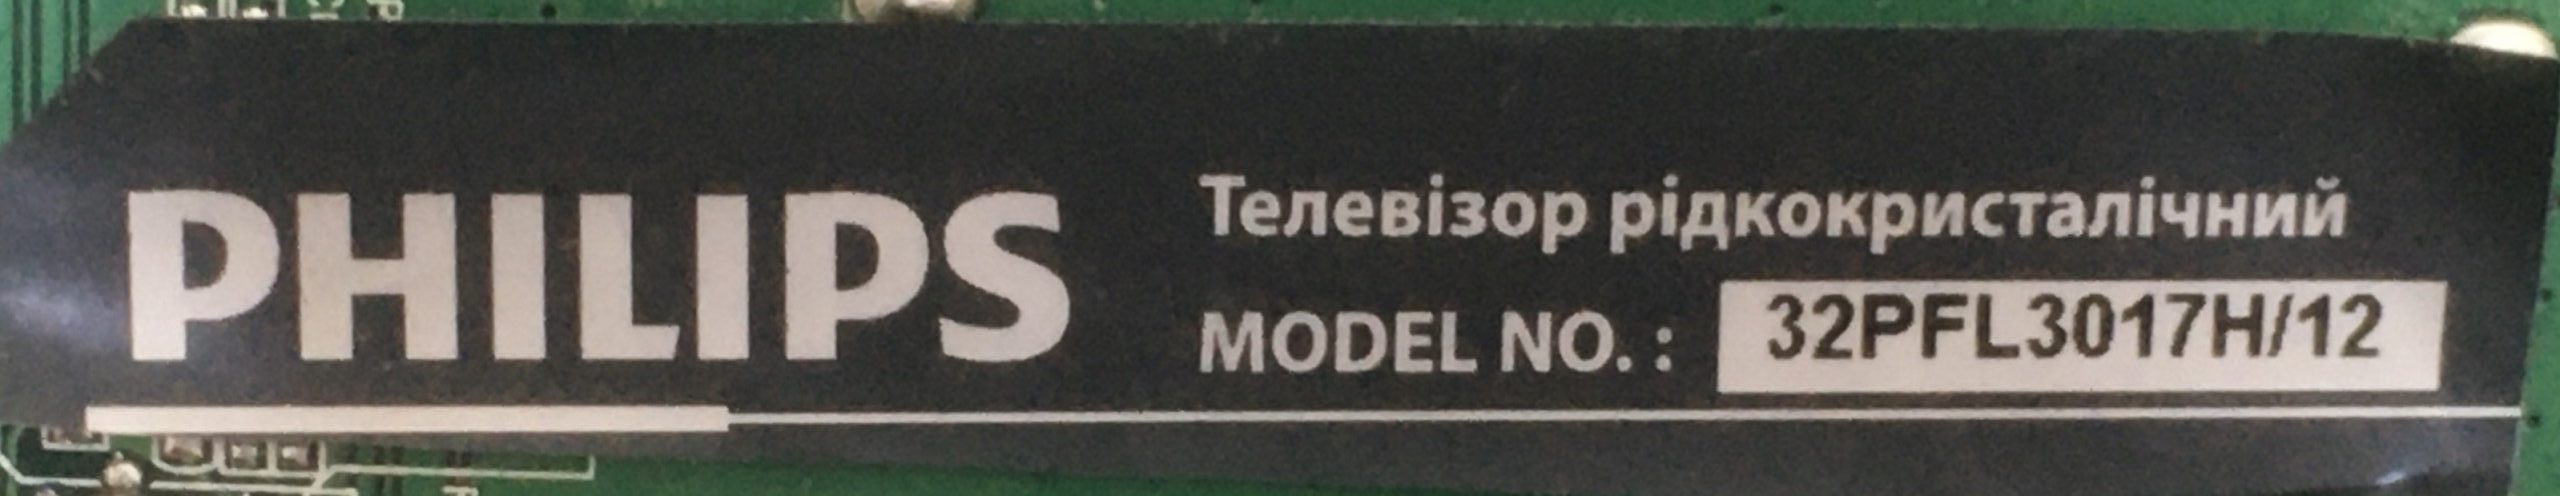 PHILIPS
Телевізор рідкокристалічний
MODEL NO. : 32PFL3017H/12